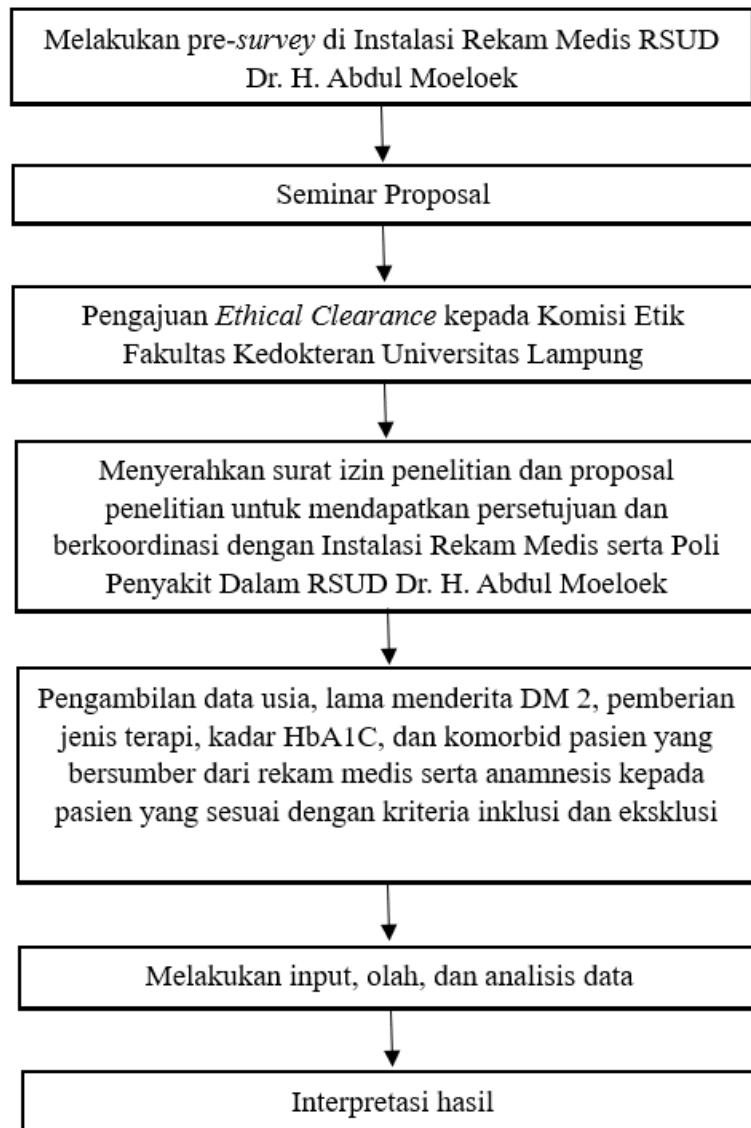 Melakukan pre-survey di Instalasi Rekam Medis RSUD
Dr. H. Abdul Moeloek
Seminar Proposal
Pengajuan Ethical Clearance kepada Komisi Etik
Fakultas Kedokteran Universitas Lampung
Menyerahkan surat izin penelitian dan proposal
penelitian untuk mendapatkan persetujuan dan
berkoordinasi dengan Instalasi Rekam Medis serta Poli
Penyakit Dalam RSUD Dr. H. Abdul Moeloek
Pengambilan data usia, lama menderita DM 2, pemberian
jenis terapi, kadar HbA1C, dan komorbid pasien yang
bersumber dari rekam medis serta anamnesis kepada
pasien yang sesuai dengan kriteria inklusi dan eksklusi
Melakukan input, olah, dan analisis data
Interpretasi hasil